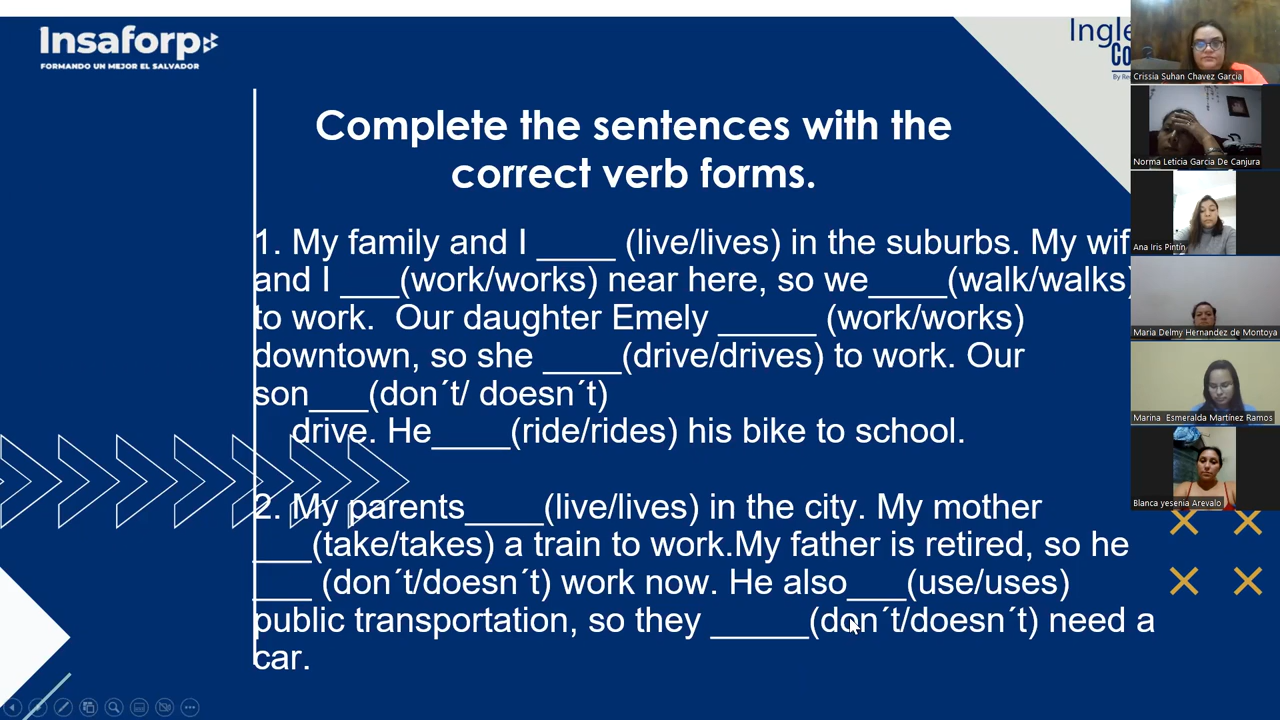 Insaforp
FORMANDO UN MEJOR EL SALVADOR
Complete the sentences with the
correct verb forms.
1. My family and I ____ (live/lives) in the suburbs. My wif
and I ___(work/works) near here, so we____(walk/walks)
to work.  Our daughter Emely _____ (work/works)
downtown, so she ____(drive/drives) to work. Our
son___(don´t/ doesn´t)
drive. He____(ride/rides) his bike to school.
2. My parents____(live/lives) in the city. My mother
___(take/takes) a train to work.My father is retired, so he
___ (don´t/doesn´t) work now. He also___(use/uses)
public transportation, so they _____(don´t/doesn´t) need a
car.
Crissia Suhan Chavez Garcia
Norma Leticia Garcia De Canjura
Ana Iris Pintin
Maria Delmy Hernandez de Montoya
Marina Esmeralda Martínez Ramos
Blanca yesenia Arevalo